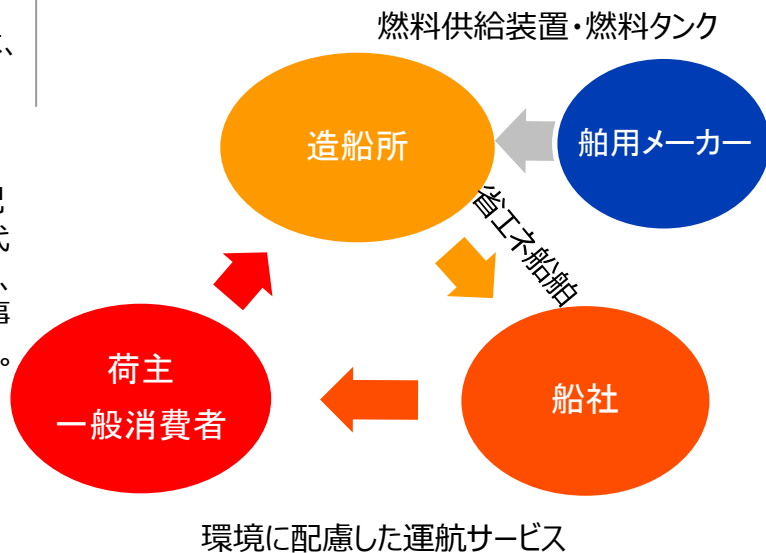 燃料供給装置・燃料タンク
、
造船所
舶用メーカー
省エネ船舶
代
、
事
。
荷主
一般消費者
船社
環境に配慮した運航サービス